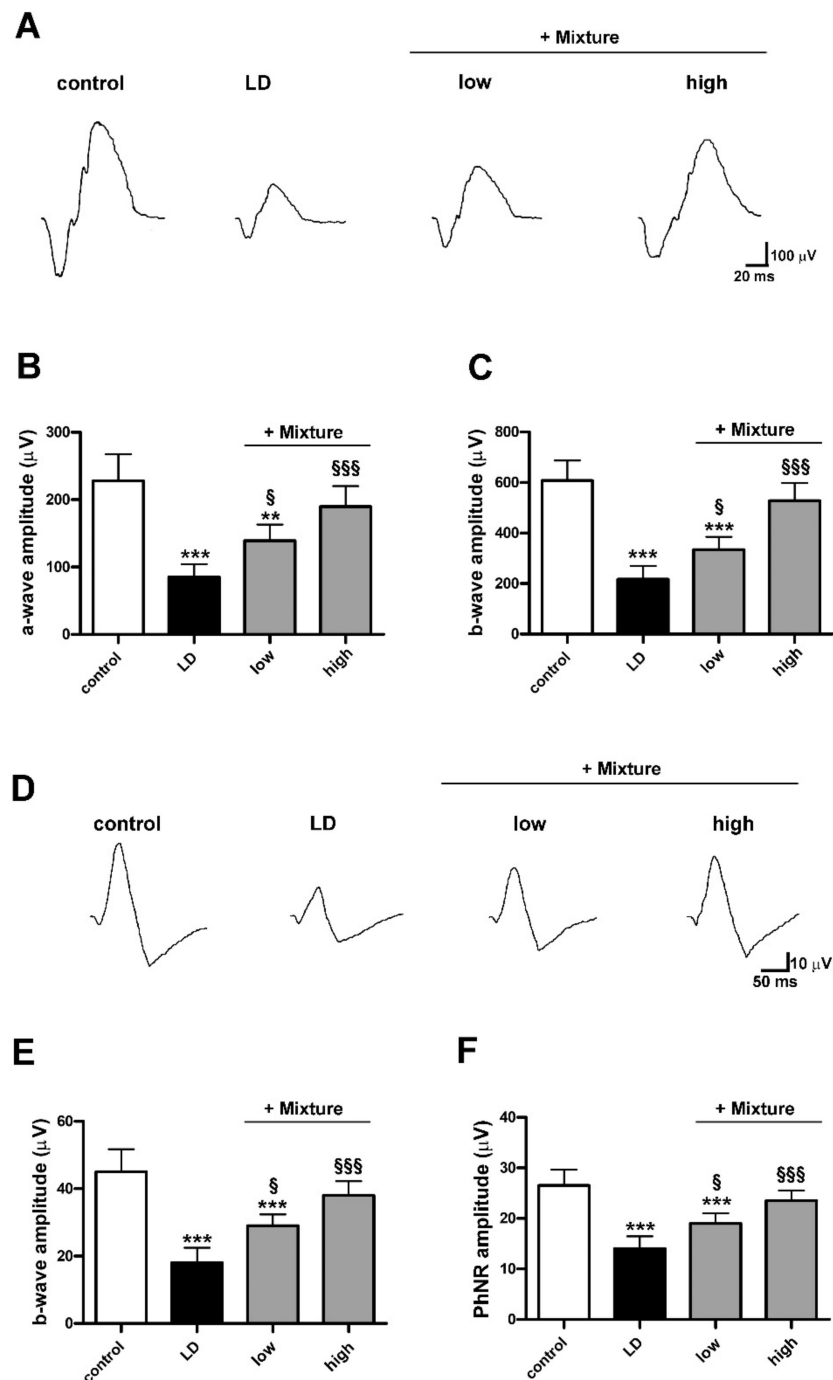 A
+ Mixture
control
LD
low
high
100 μV
20 ms
B
a-wave amplitude (μV)
300
200
100
0
+ Mixture
***
§
**
§§§
control
LD
low
high
C
b-wave amplitude (μV)
800
600
400
200
0
+ Mixture
***
§
***
§§§
control
LD
low
high
D
+ Mixture
control
LD
low
high
10 μV
50 ms
E
b-wave amplitude (μV)
60
40
20
0
+ Mixture
***
§
***
§§§
control
LD
low
high
F
PhNR amplitude (μV)
40
30
20
10
0
+ Mixture
***
§
***
§§§
control
LD
low
high